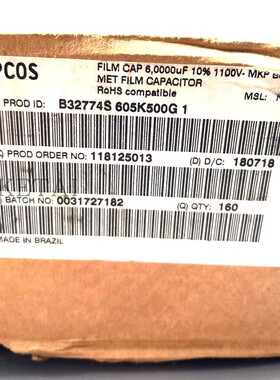 PCOS
FILM CAP 6,0000uF 10% 1100V- MKP B
MET FILM CAPACITOR
RoHS compatible
MSL:
PROD ID: B32774S 605K500G 1
Q) PROD ORDER NO: 118125013
(D) D/C: 180718
BATCH NO: 0031727182
(Q) QTY: 160
MADE IN BRAZIL